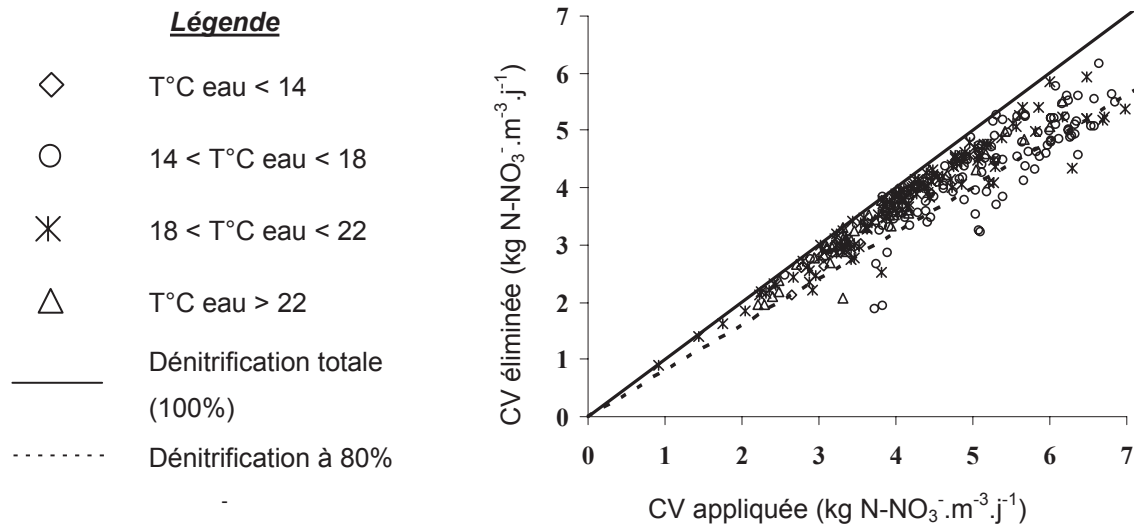 Légende
T°C eau < 14
14 < T°C eau < 18
18 < T°C eau < 22
T°C eau > 22
Dénitrification totale
(100%)
Dénitrification à 80%
-
CV éliminée (kg N-NO₃⁻.m⁻³.j⁻¹)
7
6
5
4
3
2
1
0
0 1 2 3 4 5 6 7
CV appliquée (kg N-NO₃⁻.m⁻³.j⁻¹)